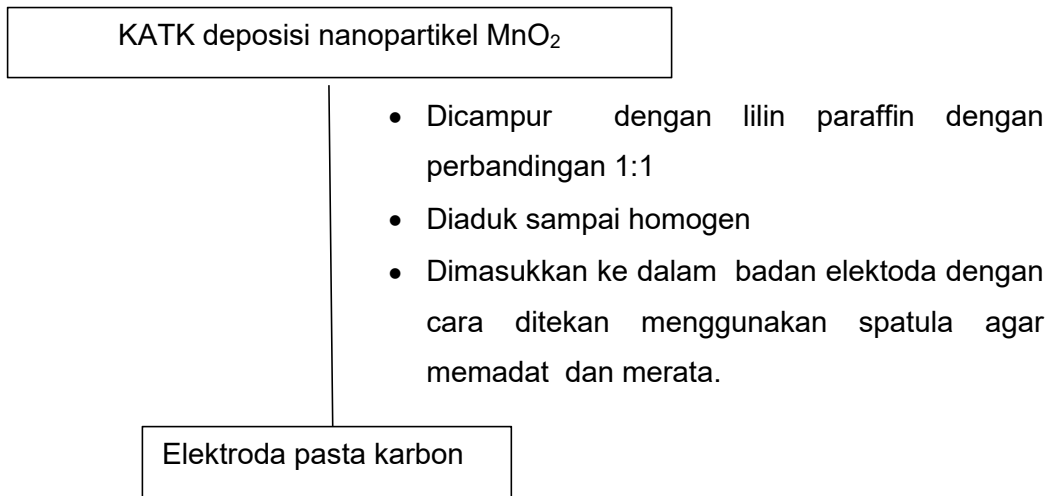 KATK deposisi nanopartikel MnO₂
• Dicampur dengan lilin paraffin dengan
perbandingan 1:1
• Diaduk sampai homogen
• Dimasukkan ke dalam badan elektoda dengan
cara ditekan menggunakan spatula agar
memadat dan merata.
Elektroda pasta karbon